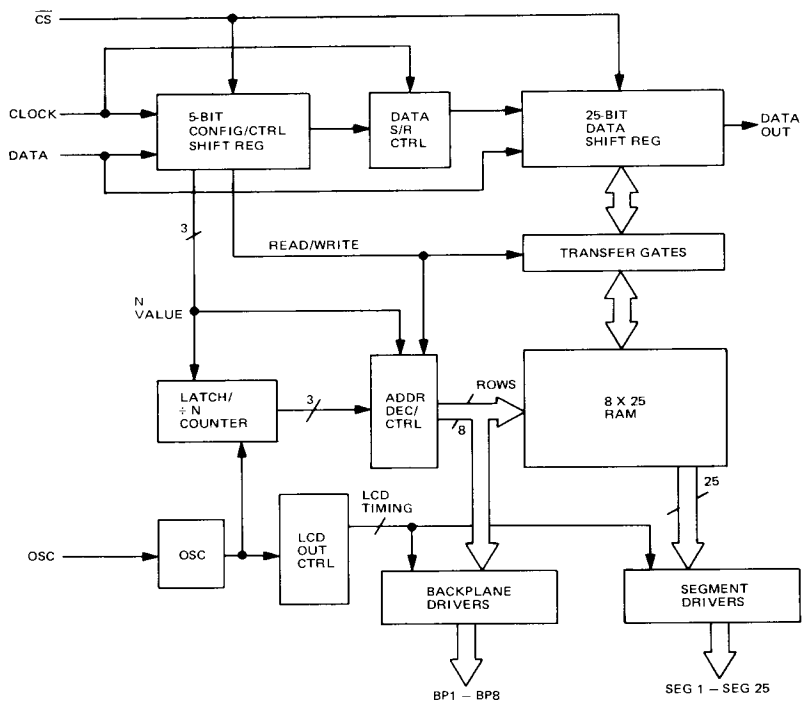 CS
CLOCK
DATA
5-BIT
CONFIG/CTRL
SHIFT REG
DATA
S/R
CTRL
25-BIT
DATA
SHIFT REG
DATA
OUT
3
READ/WRITE
TRANSFER GATES
N
VALUE
LATCH/
÷ N
COUNTER
3
ADDR
DEC/
CTRL
ROWS
8
8 X 25
RAM
25
LCD
TIMING
OSC
OSC
LCD
OUT
CTRL
BACKPLANE
DRIVERS
SEGMENT
DRIVERS
BP1 – BP8
SEG 1 – SEG 25